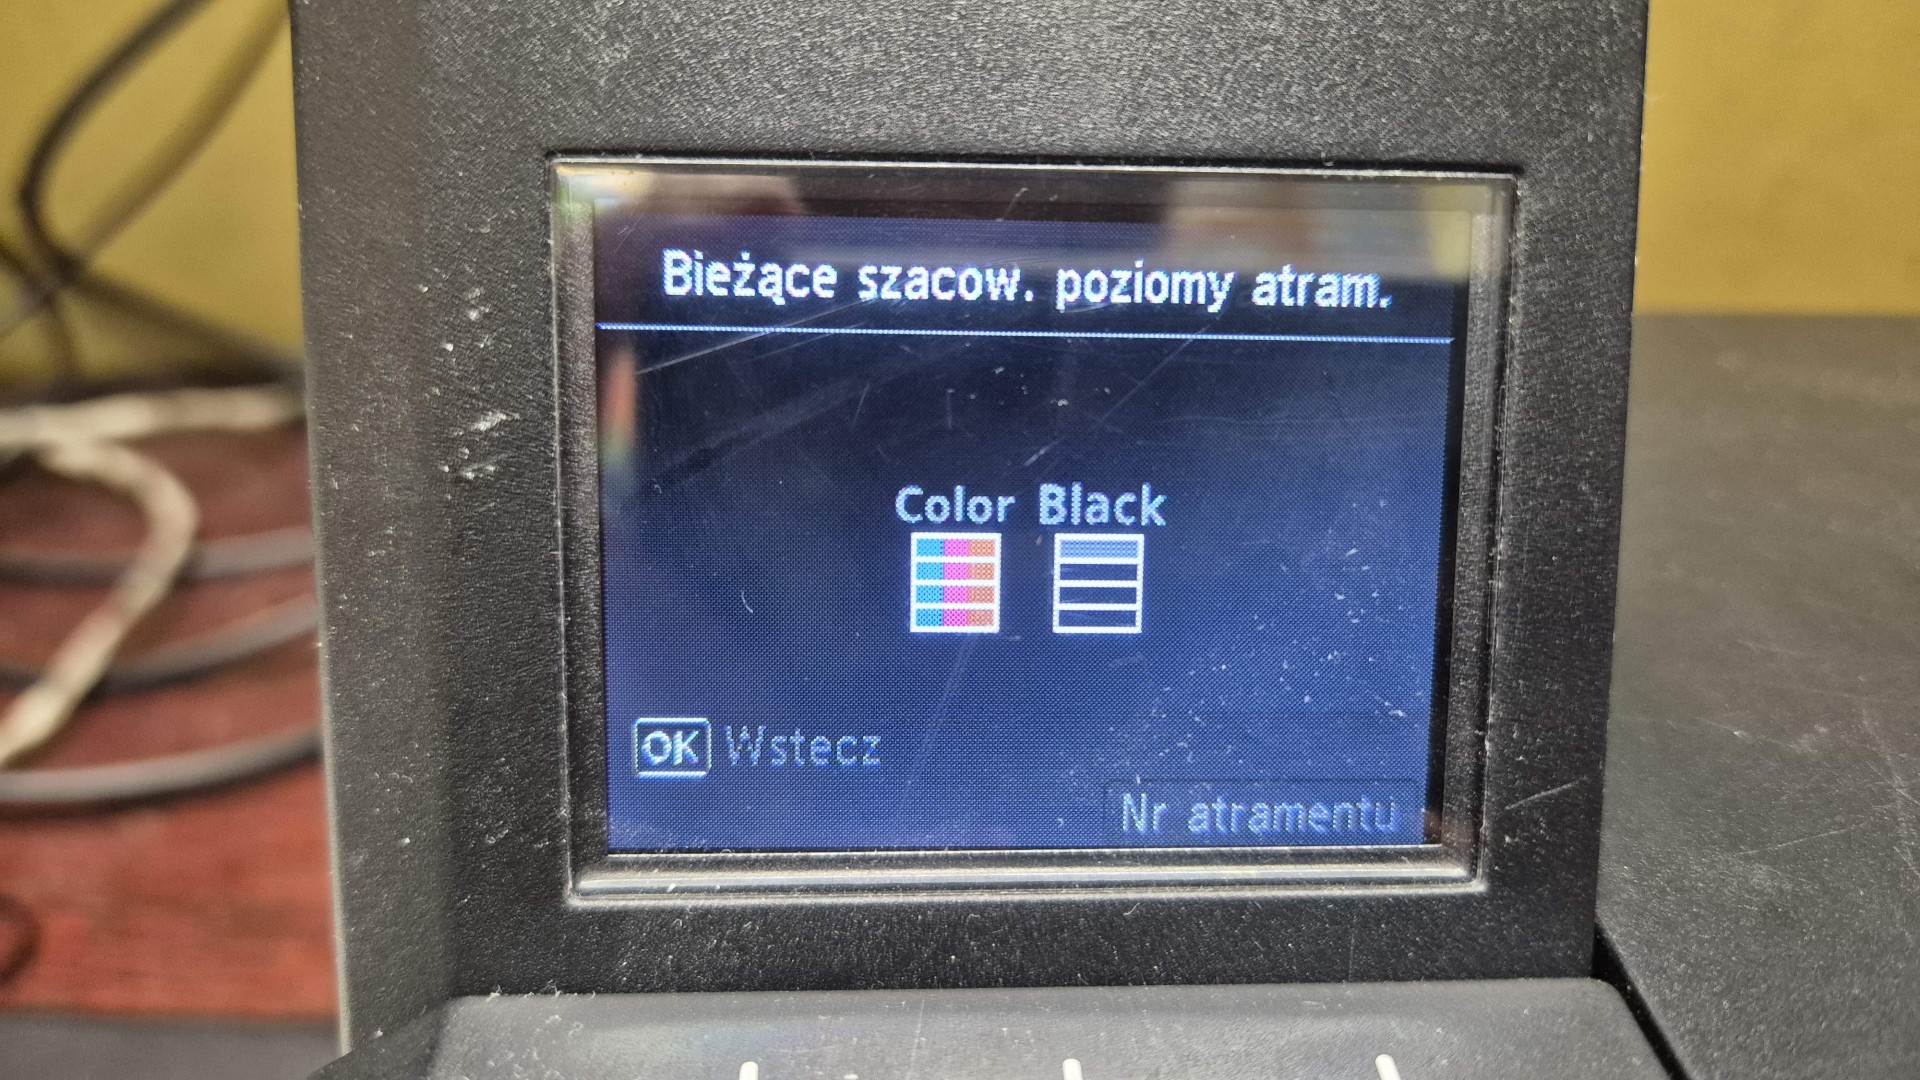 Bieżące szacow. poziomy atram.
Color Black
OK Wstecz
Nr atramentu